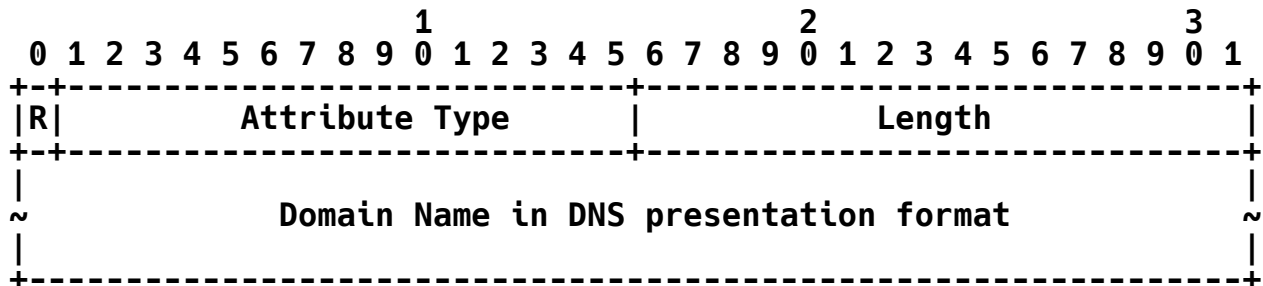 1                   2                   3
 0 1 2 3 4 5 6 7 8 9 0 1 2 3 4 5 6 7 8 9 0 1 2 3 4 5 6 7 8 9 0 1
+-+-----------------------------+-------------------------------+
|R|         Attribute Type      |            Length             |
+-+-----------------------------+-------------------------------+
|                                                               |
~             Domain Name in DNS presentation format            ~
|                                                               |
+---------------------------------------------------------------+